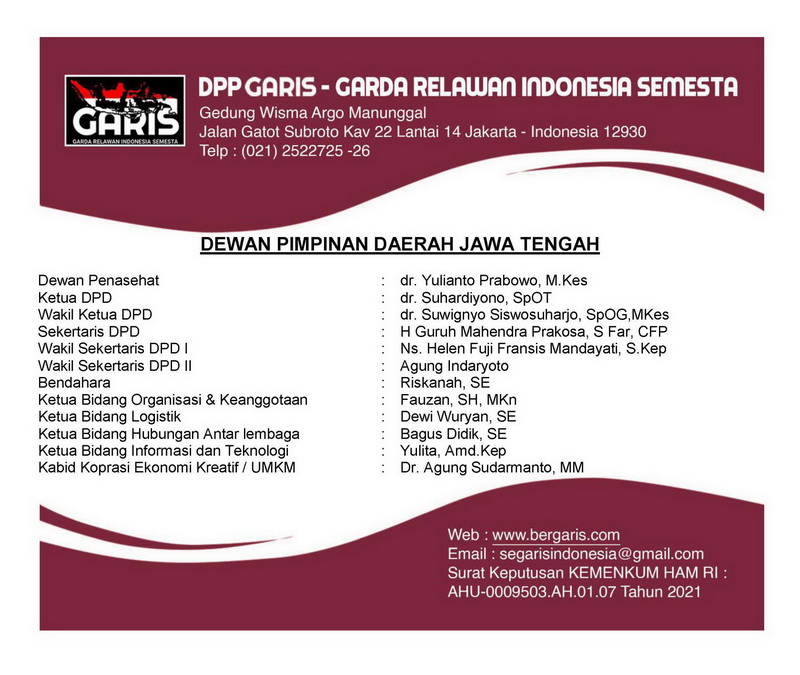 GARIS
GARDA RELAWAN INDONESIA SEMESTA
DPP GARIS - GARDA RELAWAN INDONESIA SEMESTA
Gedung Wisma Argo Manunggal
Jalan Gatot Subroto Kav 22 Lantai 14 Jakarta - Indonesia 12930
Telp : (021) 2522725 -26
DEWAN PIMPINAN DAERAH JAWA TENGAH
Dewan Penasehat : dr. Yulianto Prabowo, M.Kes
Ketua DPD : dr. Suhardiyono, SpOT
Wakil Ketua DPD : dr. Suwignyo Siswosuharjo, SpOG,MKes
Sekertaris DPD : H Guruh Mahendra Prakosa, S Far, CFP
Wakil Sekertaris DPD I : Ns. Helen Fuji Fransis Mandayati, S.Kep
Wakil Sekertaris DPD II : Agung Indaryoto
Bendahara : Riskanah, SE
Ketua Bidang Organisasi & Keanggotaan : Fauzan, SH, MKn
Ketua Bidang Logistik : Dewi Wuryan, SE
Ketua Bidang Hubungan Antar lembaga : Bagus Didik, SE
Ketua Bidang Informasi dan Teknologi : Yulita, Amd.Kep
Kabid Koprasi Ekonomi Kreatif / UMKM : Dr. Agung Sudarmanto, MM
Web : www.bergaris.com
Email : segarisindonesia@gmail.com
Surat Keputusan KEMENKUM HAM RI :
AHU-0009503.AH.01.07 Tahun 2021